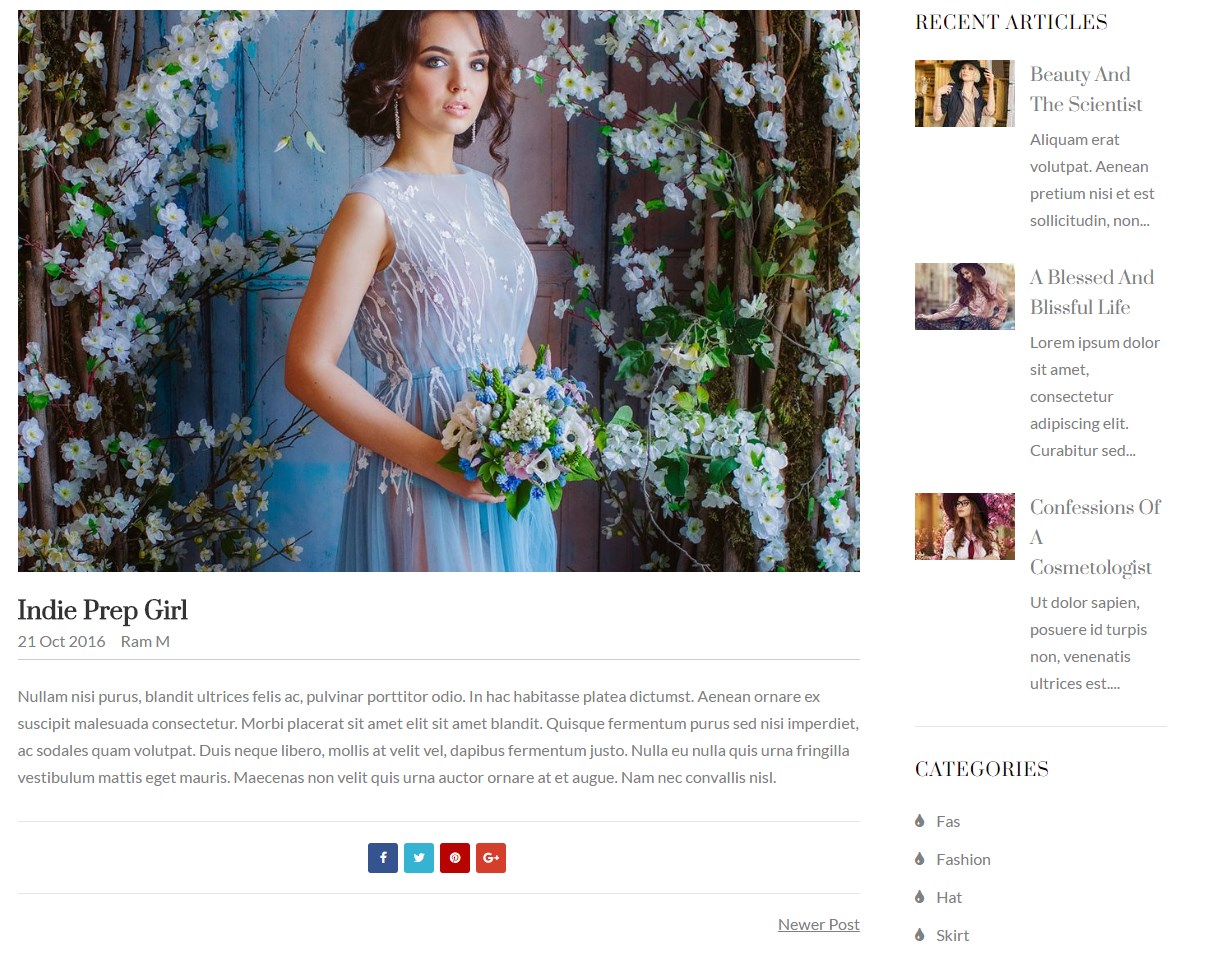 Indie Prep Girl
21 Oct 2016 Ram M
Nullam nisi purus, blandit ultrices felis ac, pulvinar porttitor odio. In hac habitasse platea dictumst. Aenean ornare ex
suscipit malesuada consectetur. Morbi placerat sit amet elit sit amet blandit. Quisque fermentum purus sed nisi imperdiet,
ac sodales quam volutpat. Duis neque libero, mollis at velit vel, dapibus fermentum justo. Nulla eu nulla quis urna fringilla
vestibulum mattis eget mauris. Maecenas non velit quis urna auctor ornare at et augue. Nam nec convallis nisl.
Newer Post
RECENT ARTICLES
Beauty And
The Scientist
Aliquam erat
volutpat. Aenean
pretium nisi et est
sollicitudin, non...
A Blessed And
Blissful Life
Lorem ipsum dolor
sit amet,
consectetur
adipiscing elit.
Curabitur sed...
Confessions Of
A
Cosmetologist
Ut dolor sapien,
posuere id turpis
non, venenatis
ultrices est....
CATEGORIES
Fas
Fashion
Hat
Skirt